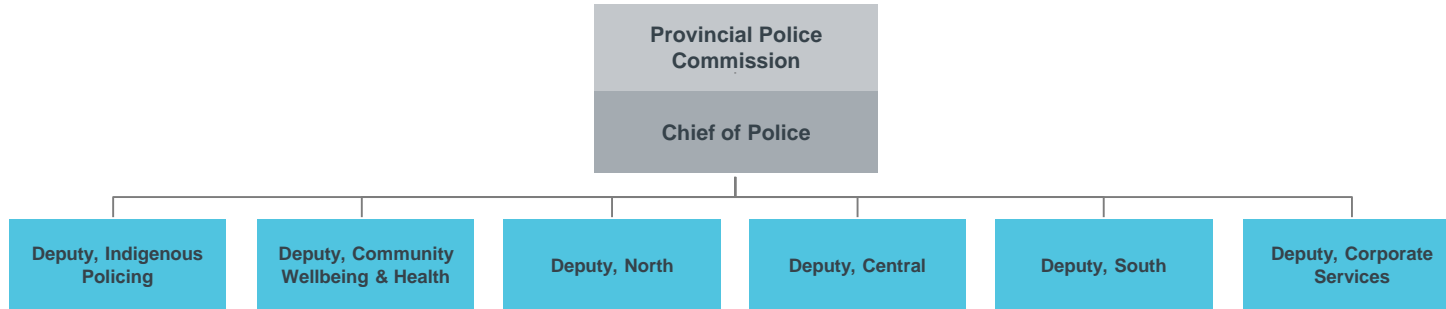 Provincial Police
Commission
Chief of Police
Deputy, Indigenous
Policing
Deputy, Community
Wellbeing & Health
Deputy, North
Deputy, Central
Deputy, South
Deputy, Corporate
Services